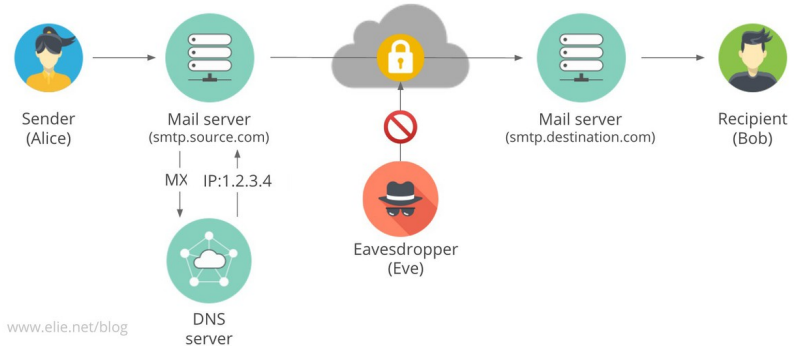 Sender
(Alice)
Mail server
(smtp.source.com)
Mail server
(smtp.destination.com)
Recipient
(Bob)
MX
IP:1.2.3.4
Eavesdropper
(Eve)
DNS
server
www.elie.net/blog